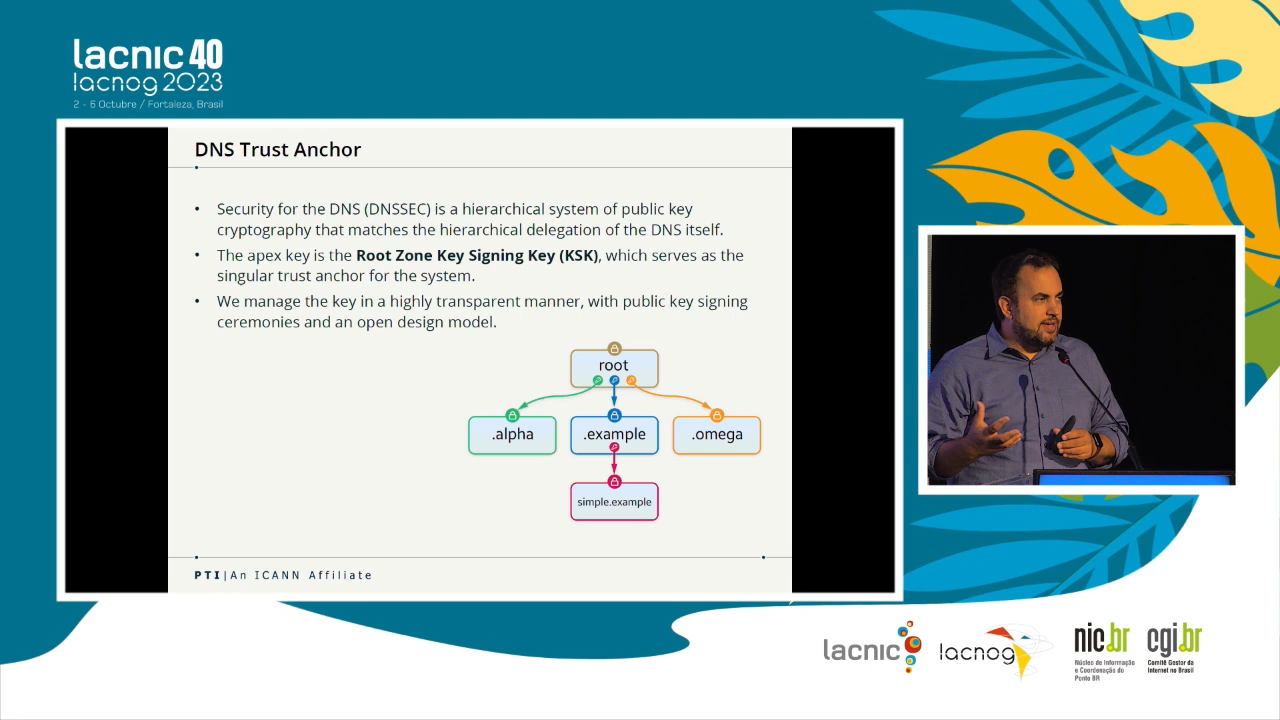 lacnic 40
lacnog 2023
2 - 6 Octubre / Fortaleza, Brasil
DNS Trust Anchor
• Security for the DNS (DNSSEC) is a hierarchical system of public key
cryptography that matches the hierarchical delegation of the DNS itself.
• The apex key is the Root Zone Key Signing Key (KSK), which serves as the
singular trust anchor for the system.
• We manage the key in a highly transparent manner, with public key signing
ceremonies and an open design model.
root
.alpha
.example
.omega
simple.example
PTI | An ICANN Affiliate
lacnic
lacnog
nic.br
Núcleo de Informação
e Coordenação do
Ponto BR
cgi.br
Comitê Gestor da
Internet no Brasil